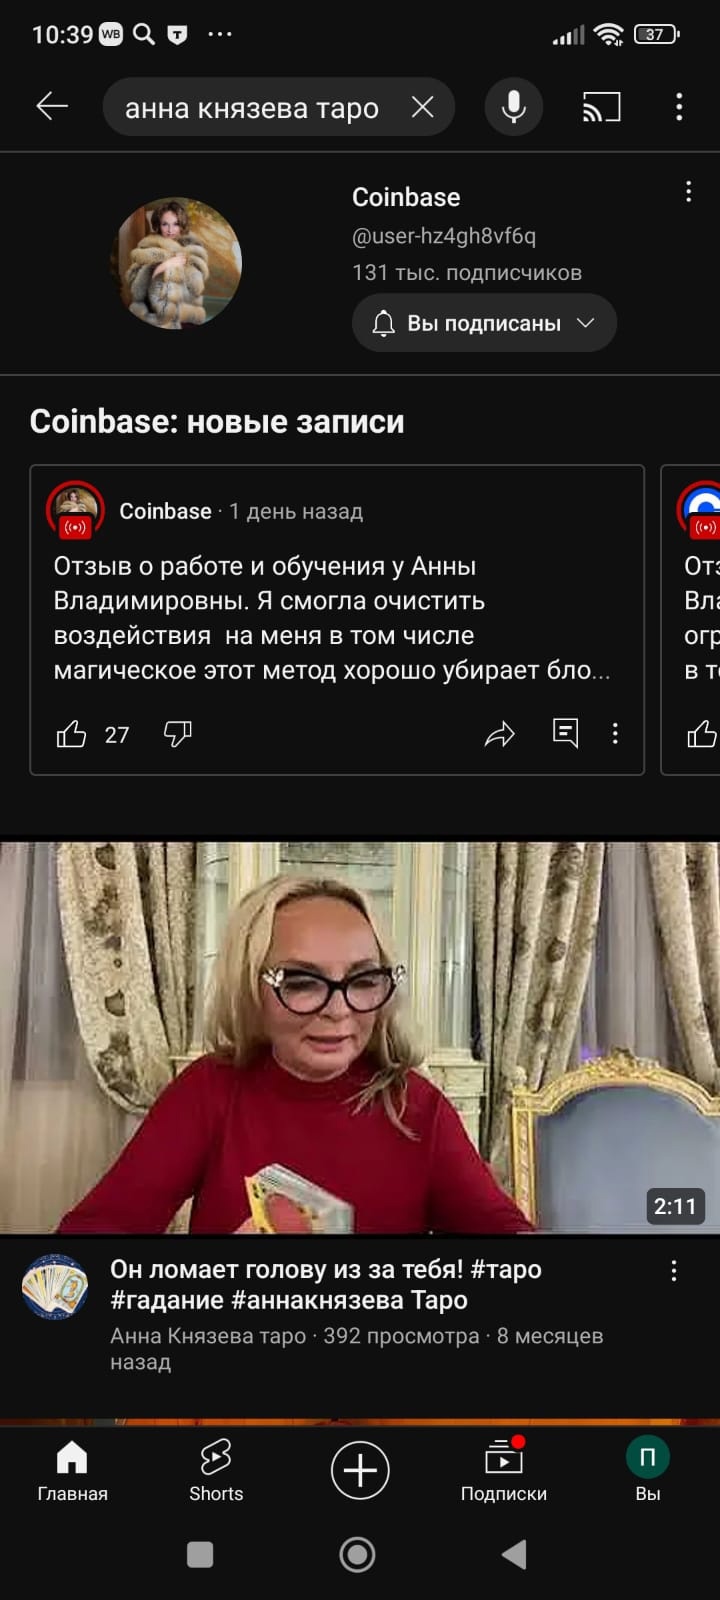 10:39 WB T ... 37
анна князева таро
Coinbase
@user-hz4gh8vf6q
131 тыс. подписчиков
Вы подписаны
Coinbase: новые записи
Coinbase · 1 день назад
Отзыв о работе и обучения у Анны
Владимировны. Я смогла очистить
воздействия на меня в том числе
магическое этот метод хорошо убирает бло...
27
2:11
Он ломает голову из за тебя! #таро
#гадание #аннакнязева Таро
Анна Князева таро · 392 просмотра · 8 месяцев
назад
Главная
Shorts
Подписки
П
Вы